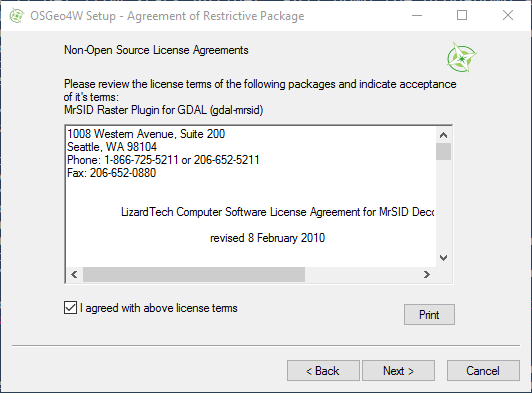 OSGeo4W Setup - Agreement of Restrictive Package
Non-Open Source License Agreements
Please review the license terms of the following packages and indicate acceptance
of it's terms:
MrSID Raster Plugin for GDAL (gdal-mrsid)
1008 Western Avenue, Suite 200
Seattle, WA 98104
Phone: 1-866-725-5211 or 206-652-5211
Fax: 206-652-0880
LizardTech Computer Software License Agreement for MrSID Deco
revised 8 February 2010
I agreed with above license terms
Print
< Back
Next >
Cancel